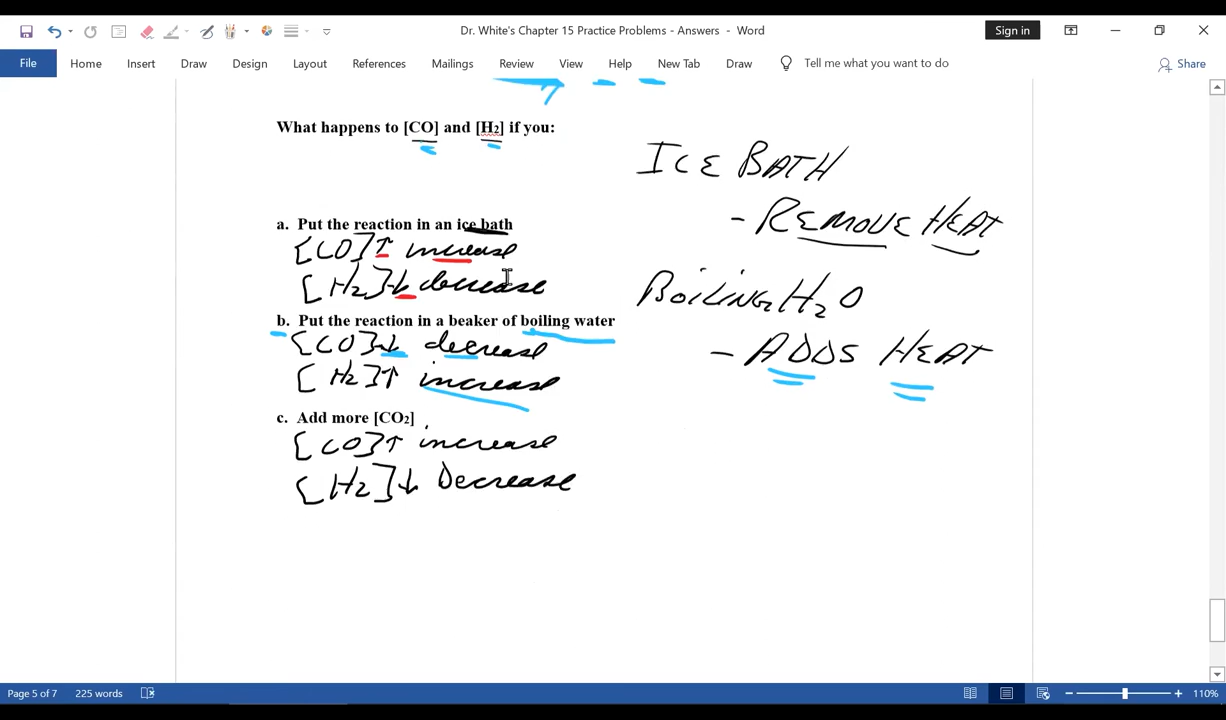 Dr. White's Chapter 15 Practice Problems - Answers - Word
Sign in
File Home Insert Draw Design Layout References Mailings Review View Help New Tab Draw Tell me what you want to do Share
What happens to [CO] and [H2] if you:
ICE BATH
- REMOVE HEAT
a. Put the reaction in an ice bath
[CO]↑ increase
[H2]↓ decrease
BOILING H2O
- ADDS HEAT
b. Put the reaction in a beaker of boiling water
[CO]↓ decrease
[H2]↑ increase
c. Add more [CO2]
[CO]↑ increase
[H2]↓ Decrease
Page 5 of 7 225 words 110%